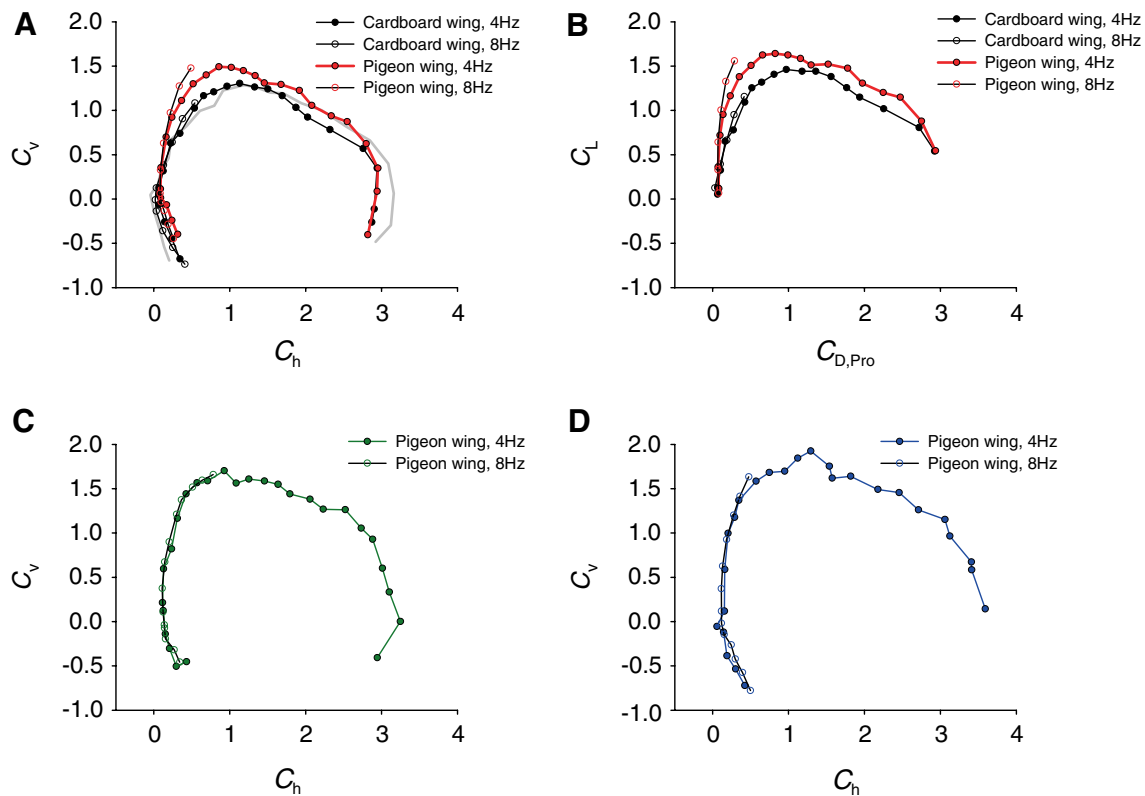 A
2.0
1.5
1.0
0.5
0.0
-0.5
-1.0
Cv
0 1 2 3 4
Ch
Cardboard wing, 4Hz
Cardboard wing, 8Hz
Pigeon wing, 4Hz
Pigeon wing, 8Hz
B
2.0
1.5
1.0
0.5
0.0
-0.5
-1.0
CL
0 1 2 3 4
CD,Pro
Cardboard wing, 4Hz
Cardboard wing, 8Hz
Pigeon wing, 4Hz
Pigeon wing, 8Hz
C
2.0
1.5
1.0
0.5
0.0
-0.5
-1.0
Cv
0 1 2 3 4
Ch
Pigeon wing, 4Hz
Pigeon wing, 8Hz
D
2.0
1.5
1.0
0.5
0.0
-0.5
-1.0
Cv
0 1 2 3 4
Ch
Pigeon wing, 4Hz
Pigeon wing, 8Hz